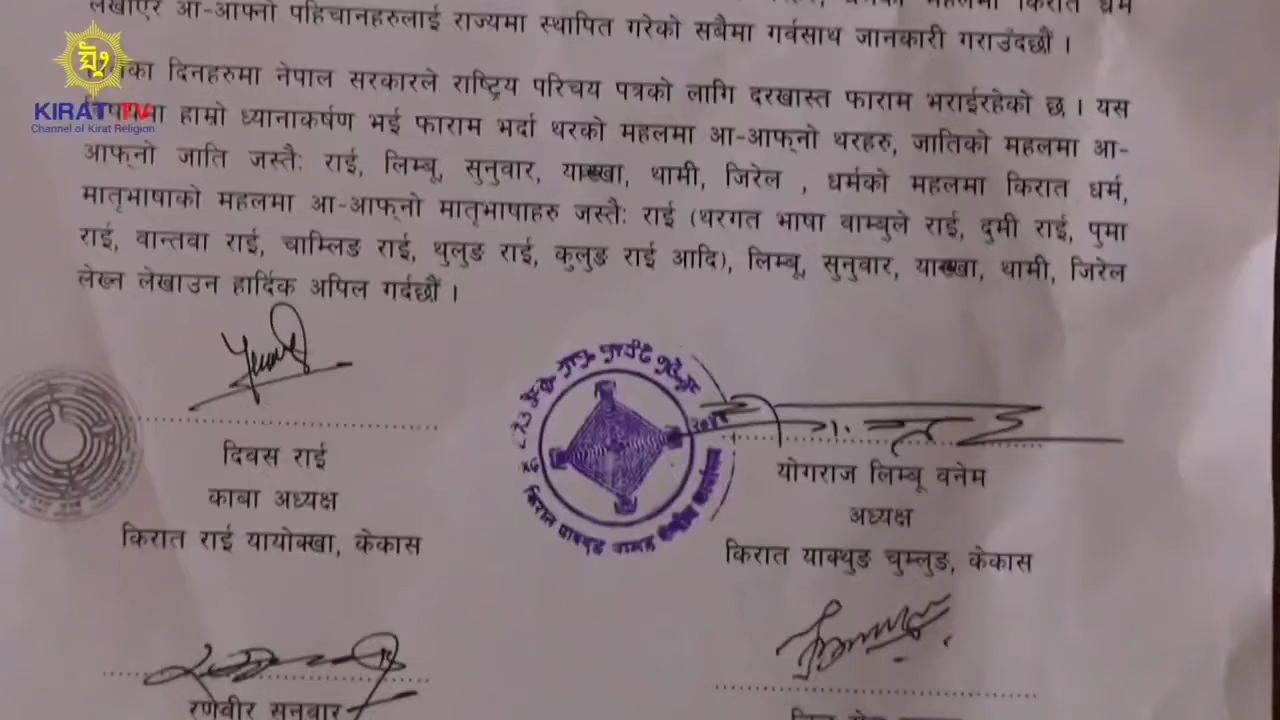 लेखाएर आ-आफ्नो पहिचानहरुलाई राज्यमा स्थापित गरेको सबैमा गर्वसाथ जानकारी गराउँदछौं ।
दिनहरुमा नेपाल सरकारले राष्ट्रिय परिचय पत्रको लागि दरखास्त फाराम भराईरहेको छ । यस
हाम्रो ध्यानाकर्षण भई फाराम भर्दा थरको महलमा आ-आफ्नो थरहरु, जातिको महलमा आ-
आफ्नो जाति जस्तैः राई, लिम्बू, सुनुवार, याख्खा, थामी, जिरेल , धर्मको महलमा किरात धर्म,
मातृभाषाको महलमा आ-आफ्नो मातृभाषाहरु जस्तैः राई (थरगत भाषा वाम्बुले राई, दुमी राई, पुमा
राई, वान्तवा राई, चाम्लिङ राई, थुलुङ राई, कुलुङ राई आदि), लिम्बू, सुनुवार, याख्खा, थामी, जिरेल
लेख्न लेखाउन हार्दिक अपिल गर्दछौं ।
KIRAT TV
Channel of Kirat Religion
दिवस राई
काबा अध्यक्ष
किरात राई यायोक्खा, केकास
योगराज लिम्बू वनेम
अध्यक्ष
किरात याक्थुङ चुम्लुङ, केकास
रणवीर सुनुवार